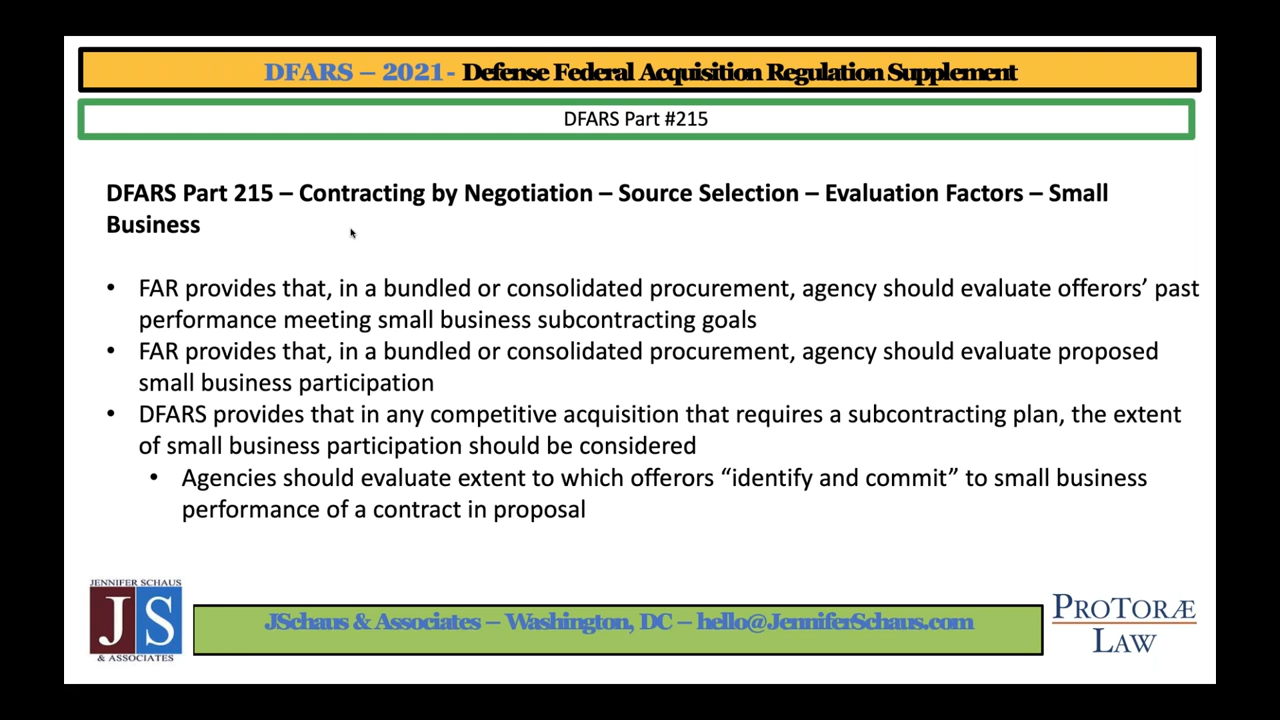 DFARS – 2021- Defense Federal Acquisition Regulation Supplement
DFARS Part #215
DFARS Part 215 – Contracting by Negotiation – Source Selection – Evaluation Factors – Small
Business
• FAR provides that, in a bundled or consolidated procurement, agency should evaluate offerors’ past
performance meeting small business subcontracting goals
• FAR provides that, in a bundled or consolidated procurement, agency should evaluate proposed
small business participation
• DFARS provides that in any competitive acquisition that requires a subcontracting plan, the extent
of small business participation should be considered
• Agencies should evaluate extent to which offerors “identify and commit” to small business
performance of a contract in proposal
JENNIFER SCHAUS
JS
& ASSOCIATES
JSchaus & Associates – Washington, DC – hello@JenniferSchaus.com
PROTORÆ
LAW